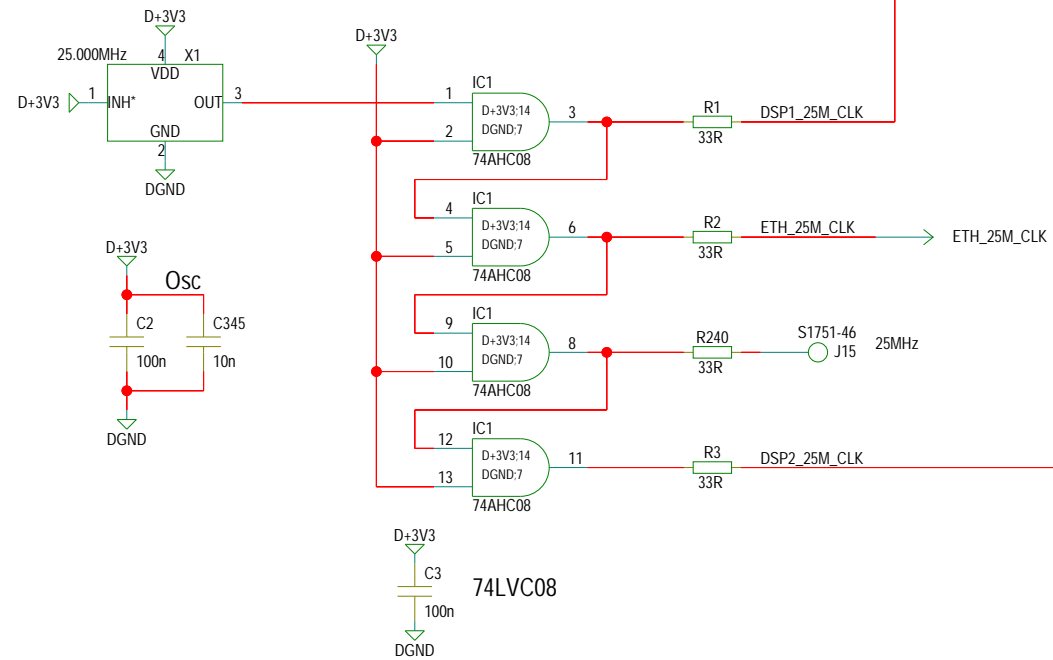 D+3V3
25.000MHz
4
X1
VDD
D+3V3
1
INH*
OUT
3
GND
2
DGND
D+3V3
Osc
C2
100n
C345
10n
DGND
D+3V3
IC1
1
2
D+3V3;14
DGND;7
3
74AHC08
R1
33R
DSP1_25M_CLK
IC1
4
5
D+3V3;14
DGND;7
6
74AHC08
R2
33R
ETH_25M_CLK
ETH_25M_CLK
IC1
9
10
D+3V3;14
DGND;7
8
74AHC08
R240
33R
S1751-46
J15
25MHz
IC1
12
13
D+3V3;14
DGND;7
11
74AHC08
R3
33R
DSP2_25M_CLK
D+3V3
C3
100n
DGND
74LVC08